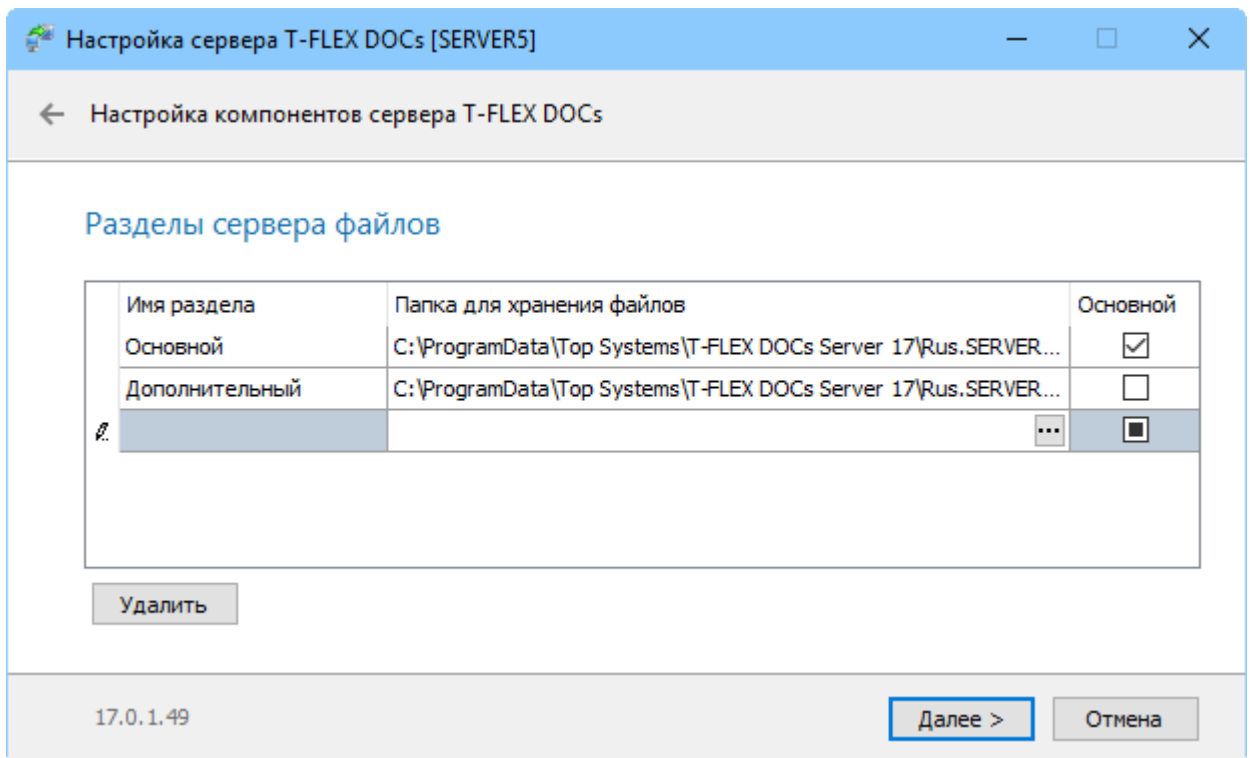 Настройка сервера T-FLEX DOCs [SERVER5]
Настройка компонентов сервера T-FLEX DOCs
Разделы сервера файлов
Имя раздела Папка для хранения файлов Основной
Основной C:\ProgramData\Top Systems\T-FLEX DOCs Server 17\Rus.SERVER...
Дополнительный C:\ProgramData\Top Systems\T-FLEX DOCs Server 17\Rus.SERVER...
Удалить
17.0.1.49 Далее > Отмена